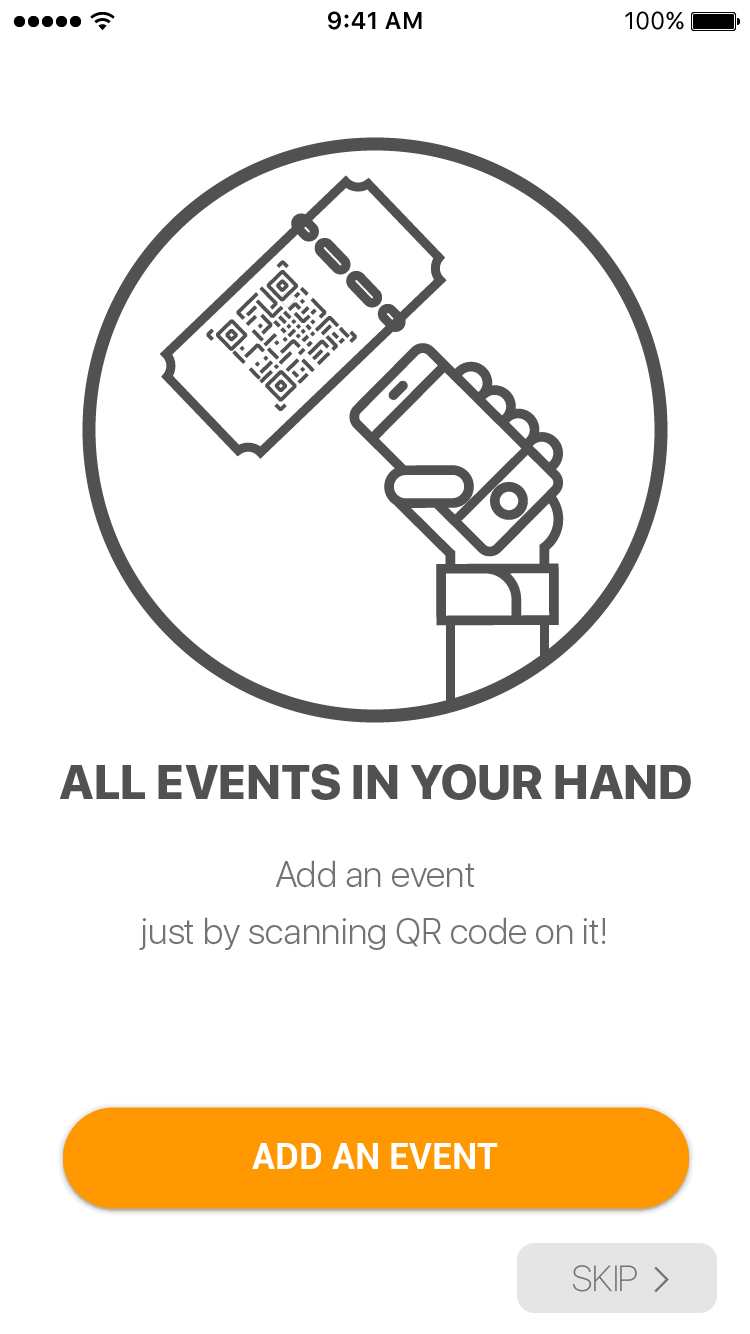 9:41 AM 100%
ALL EVENTS IN YOUR HAND
Add an event
just by scanning QR code on it!
ADD AN EVENT
SKIP